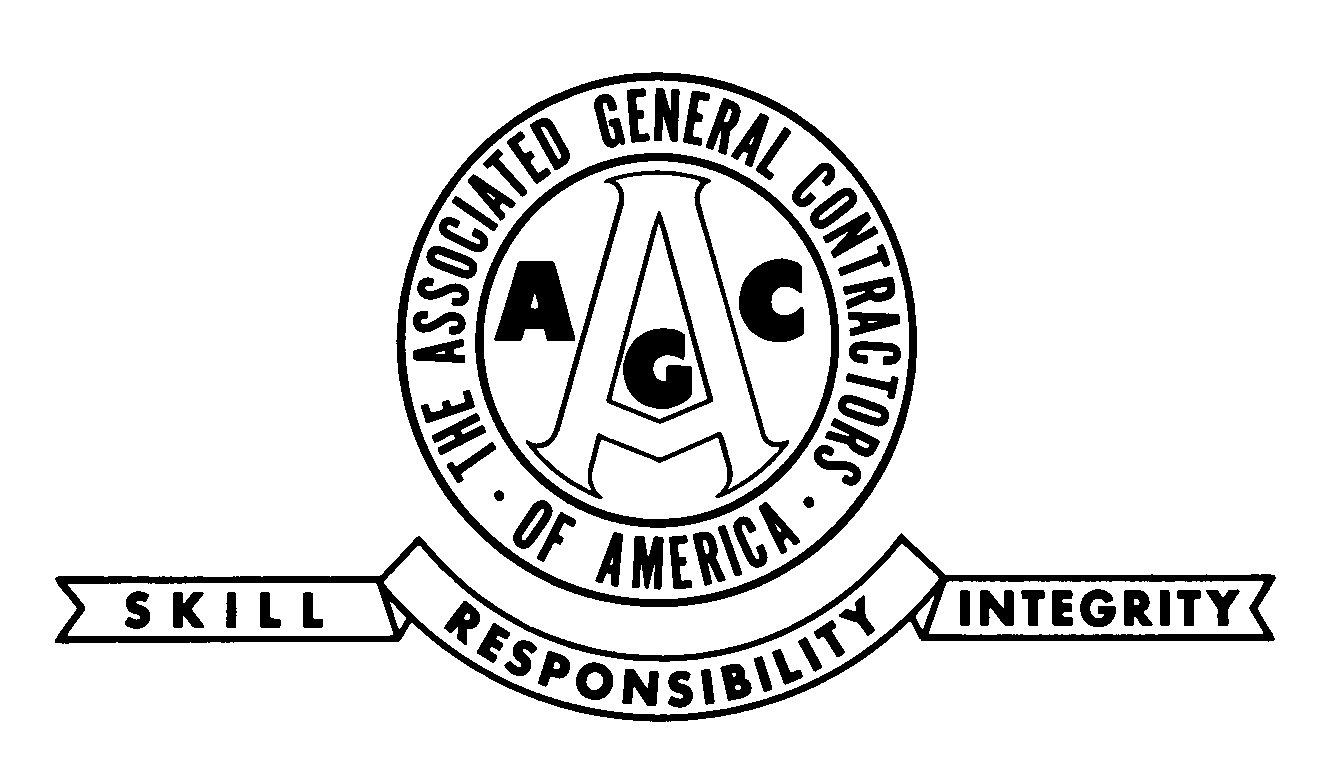 THE ASSOCIATED GENERAL CONTRACTORS
OF AMERICA
A G C
A
SKILL RESPONSIBILITY INTEGRITY